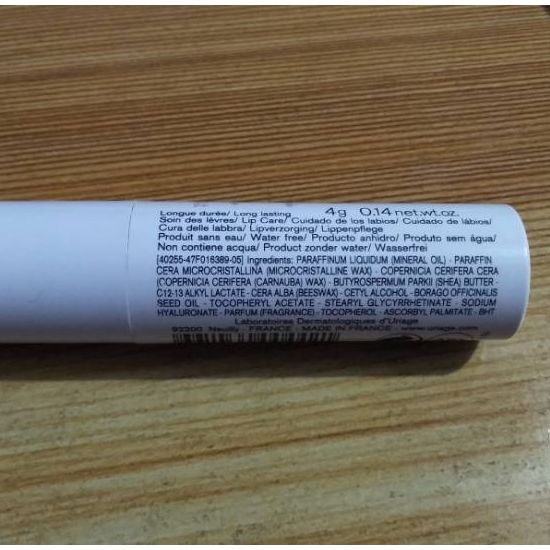 Longue durée/ Long lasting 4g 0.14 net.wt.oz.
Soin des lèvres/ Lip Care/ Cuidado de los labios/ Cuidado de lábios/
Cura delle labbra/ Lipverzorging/ Lippenpflege
Produit sans eau/ Water free/ Producto anhidro/ Produto sem água/
Non contiene acqua/ Product zonder water/ Wasserfrei
[40255-47F016389-05] Ingredients: PARAFFINUM LIQUIDUM (MINERAL OIL) · PARAFFIN
CERA MICROCRISTALLINA (MICROCRISTALLINE WAX) · COPERNICIA CERIFERA CERA
(COPERNICIA CERIFERA (CARNAUBA) WAX) · BUTYROSPERMUM PARKII (SHEA) BUTTER ·
C12-13 ALKYL LACTATE · CERA ALBA (BEESWAX) · CETYL ALCOHOL · BORAGO OFFICINALIS
SEED OIL · TOCOPHERYL ACETATE · STEARYL GLYCYRRHETINATE · SODIUM
HYALURONATE · PARFUM (FRAGRANCE) · TOCOPHEROL · ASCORBYL PALMITATE · BHT
Laboratoires Dermatologiques d'Uriage
92200 Neuilly - FRANCE - MADE IN FRANCE - www.uriage.com